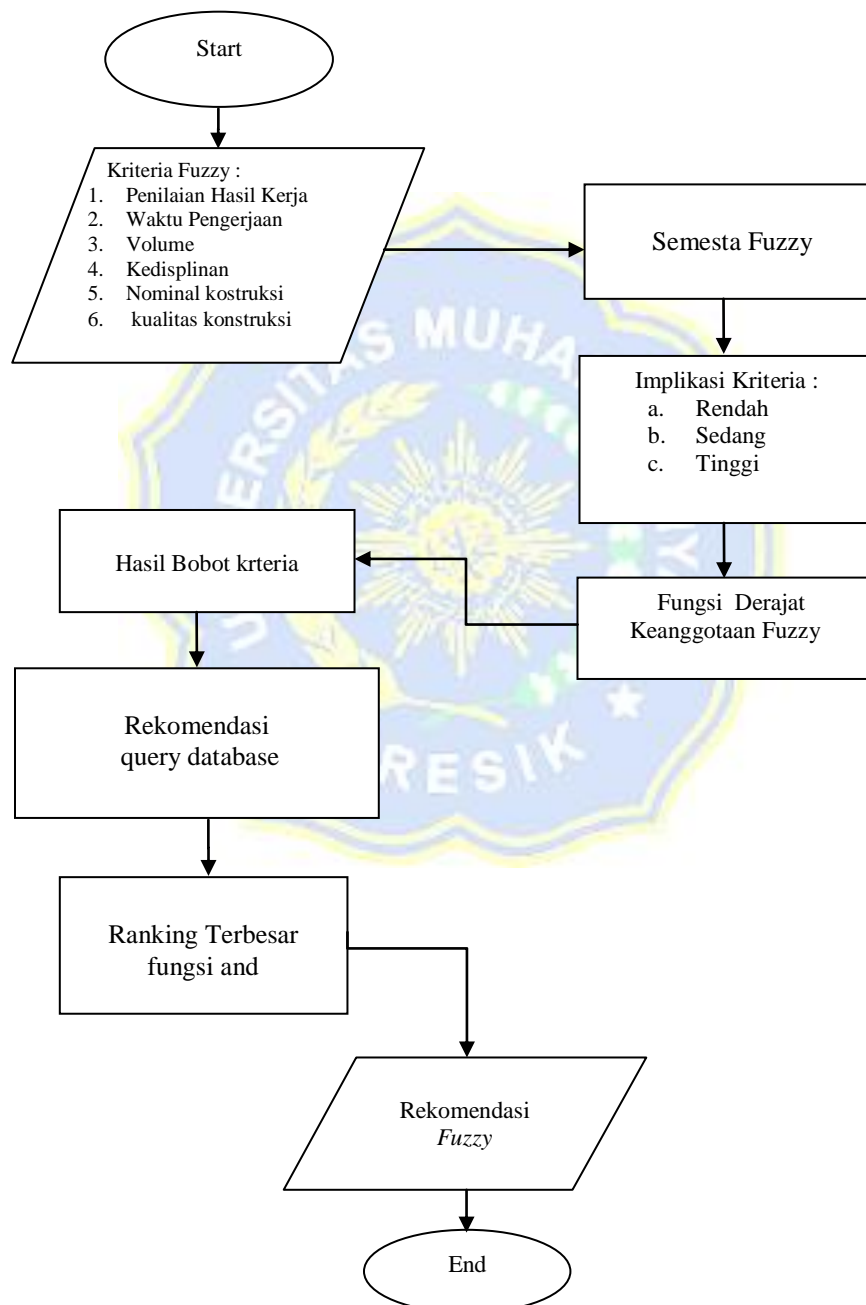 Start
Kriteria Fuzzy :
1. Penilaian Hasil Kerja
2. Waktu Pengerjaan
3. Volume
4. Kedisplinan
5. Nominal kostruksi
6. kualitas konstruksi
Semesta Fuzzy
Implikasi Kriteria :
a. Rendah
b. Sedang
c. Tinggi
Fungsi Derajat
Keanggotaan Fuzzy
Hasil Bobot krteria
Rekomendasi
query database
Ranking Terbesar
fungsi and
Rekomendasi
Fuzzy
End